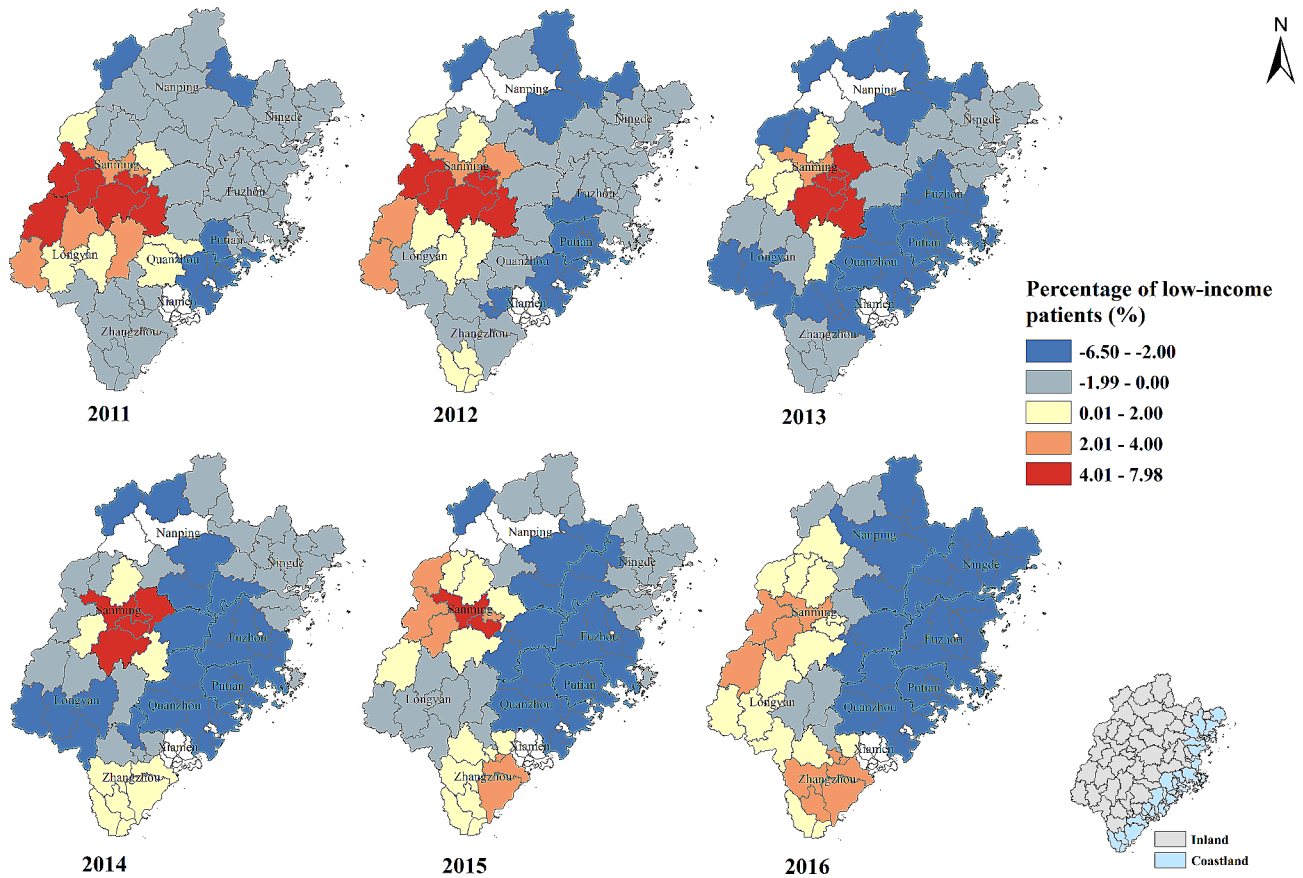 N
Nanping
Ningde
Sanming
Fuzhou
Putian
Longyan
Quanzhou
Xiamen
Zhangzhou
2011
Nanping
Ningde
Sanming
Fuzhou
Putian
Longyan
Quanzhou
Xiamen
Zhangzhou
2012
Nanping
Ningde
Sanming
Fuzhou
Putian
Longyan
Quanzhou
Xiamen
Zhangzhou
2013
Percentage of low-income
patients (%)
-6.50 - -2.00
-1.99 - 0.00
0.01 - 2.00
2.01 - 4.00
4.01 - 7.98
Nanping
Ningde
Sanming
Fuzhou
Putian
Longyan
Quanzhou
Xiamen
Zhangzhou
2014
Nanping
Ningde
Sanming
Fuzhou
Putian
Longyan
Quanzhou
Xiamen
Zhangzhou
2015
Nanping
Ningde
Sanming
Fuzhou
Putian
Longyan
Quanzhou
Xiamen
Zhangzhou
2016
Inland
Coastland